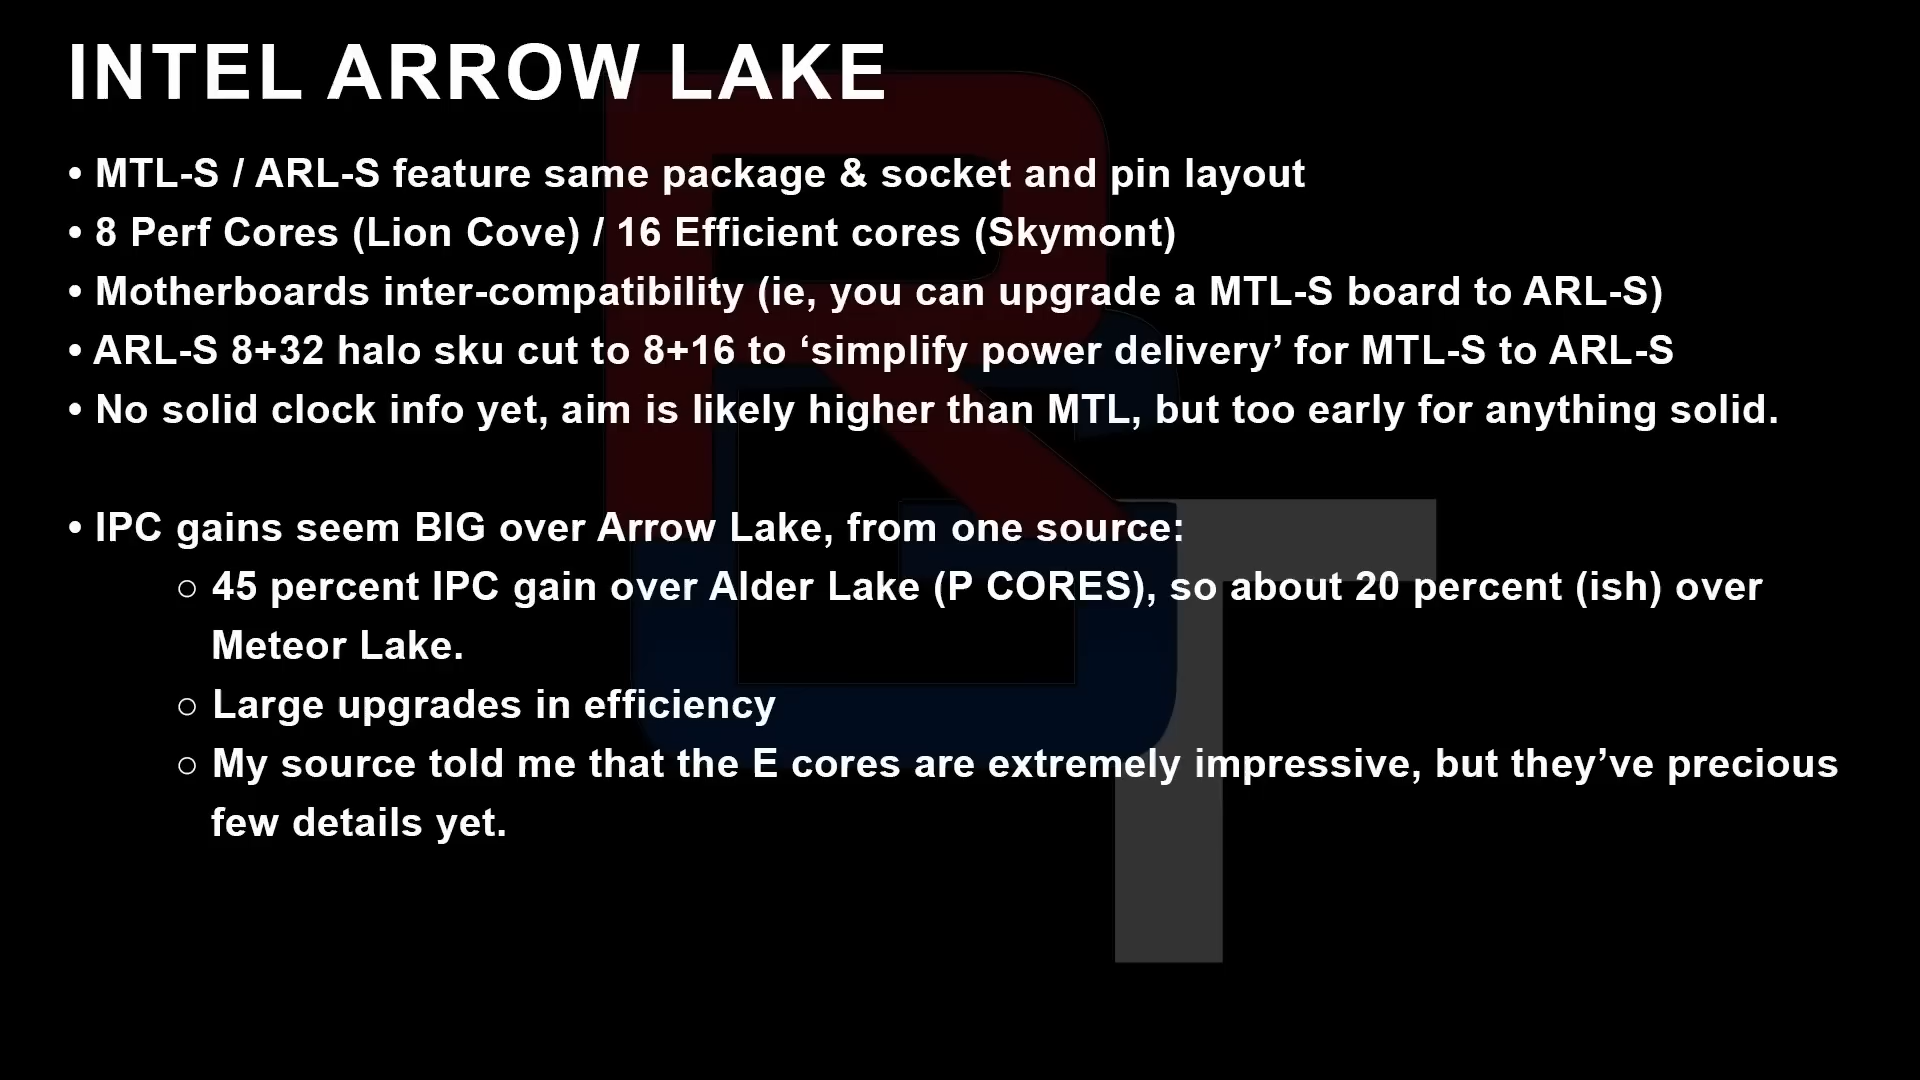 INTEL ARROW LAKE
• MTL-S / ARL-S feature same package & socket and pin layout
• 8 Perf Cores (Lion Cove) / 16 Efficient cores (Skymont)
• Motherboards inter-compatibility (ie, you can upgrade a MTL-S board to ARL-S)
• ARL-S 8+32 halo sku cut to 8+16 to ‘simplify power delivery’ for MTL-S to ARL-S
• No solid clock info yet, aim is likely higher than MTL, but too early for anything solid.
• IPC gains seem BIG over Arrow Lake, from one source:
○ 45 percent IPC gain over Alder Lake (P CORES), so about 20 percent (ish) over
Meteor Lake.
○ Large upgrades in efficiency
○ My source told me that the E cores are extremely impressive, but they’ve precious
few details yet.
RGT